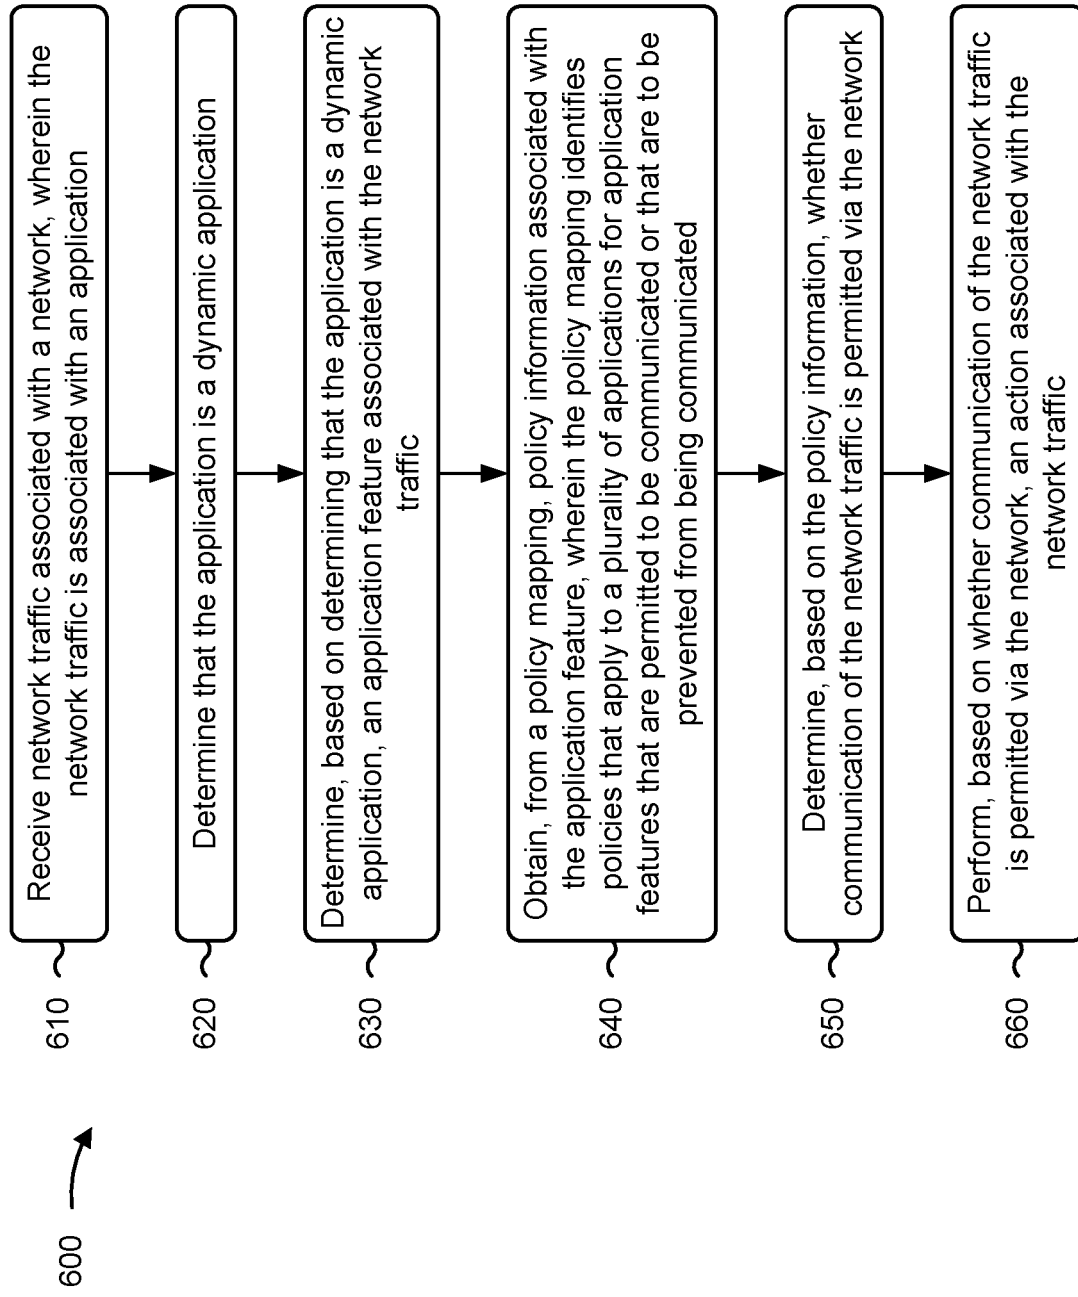 600
610
Receive network traffic associated with a network, wherein the
network traffic is associated with an application
620
Determine that the application is a dynamic application
630
Determine, based on determining that the application is a dynamic
application, an application feature associated with the network
traffic
640
Obtain, from a policy mapping, policy information associated with
the application feature, wherein the policy mapping identifies
policies that apply to a plurality of applications for application
features that are permitted to be communicated or that are to be
prevented from being communicated
650
Determine, based on the policy information, whether
communication of the network traffic is permitted via the network
660
Perform, based on whether communication of the network traffic
is permitted via the network, an action associated with the
network traffic